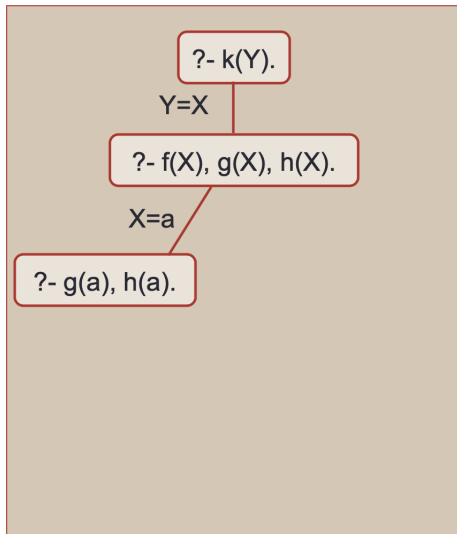 ?- k(Y).
Y=X
?- f(X), g(X), h(X).
X=a
?- g(a), h(a).